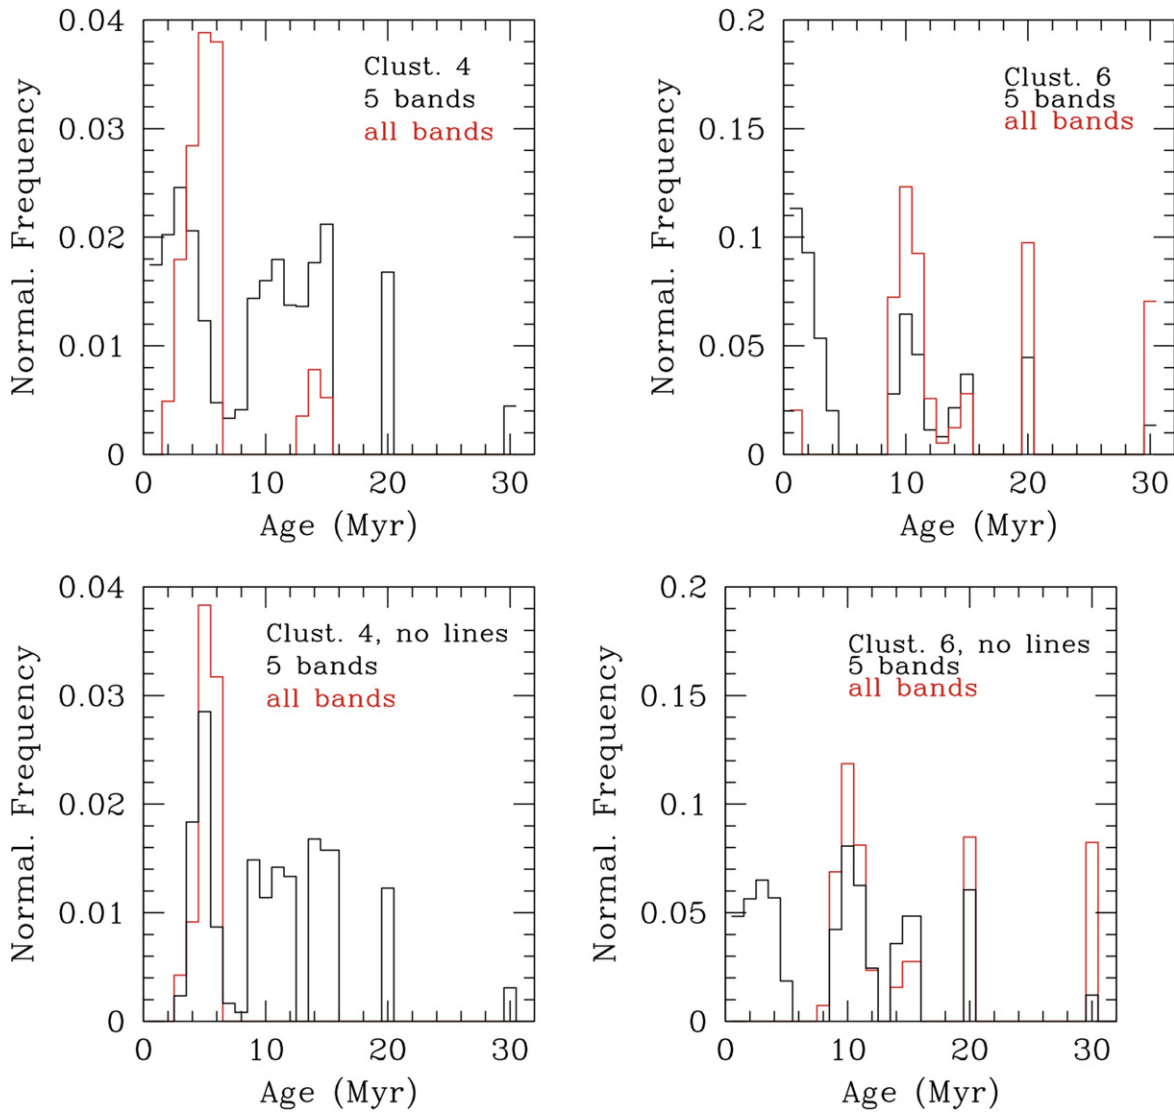 0.04
0.03
0.02
0.01
0
Normal. Frequency
Clust. 4
5 bands
all bands
0 10 20 30
Age (Myr)
0.2
0.15
0.1
0.05
0
Normal. Frequency
Clust. 6
5 bands
all bands
0 10 20 30
Age (Myr)
0.04
0.03
0.02
0.01
0
Normal. Frequency
Clust. 4, no lines
5 bands
all bands
0 10 20 30
Age (Myr)
0.2
0.15
0.1
0.05
0
Normal. Frequency
Clust. 6, no lines
5 bands
all bands
0 10 20 30
Age (Myr)